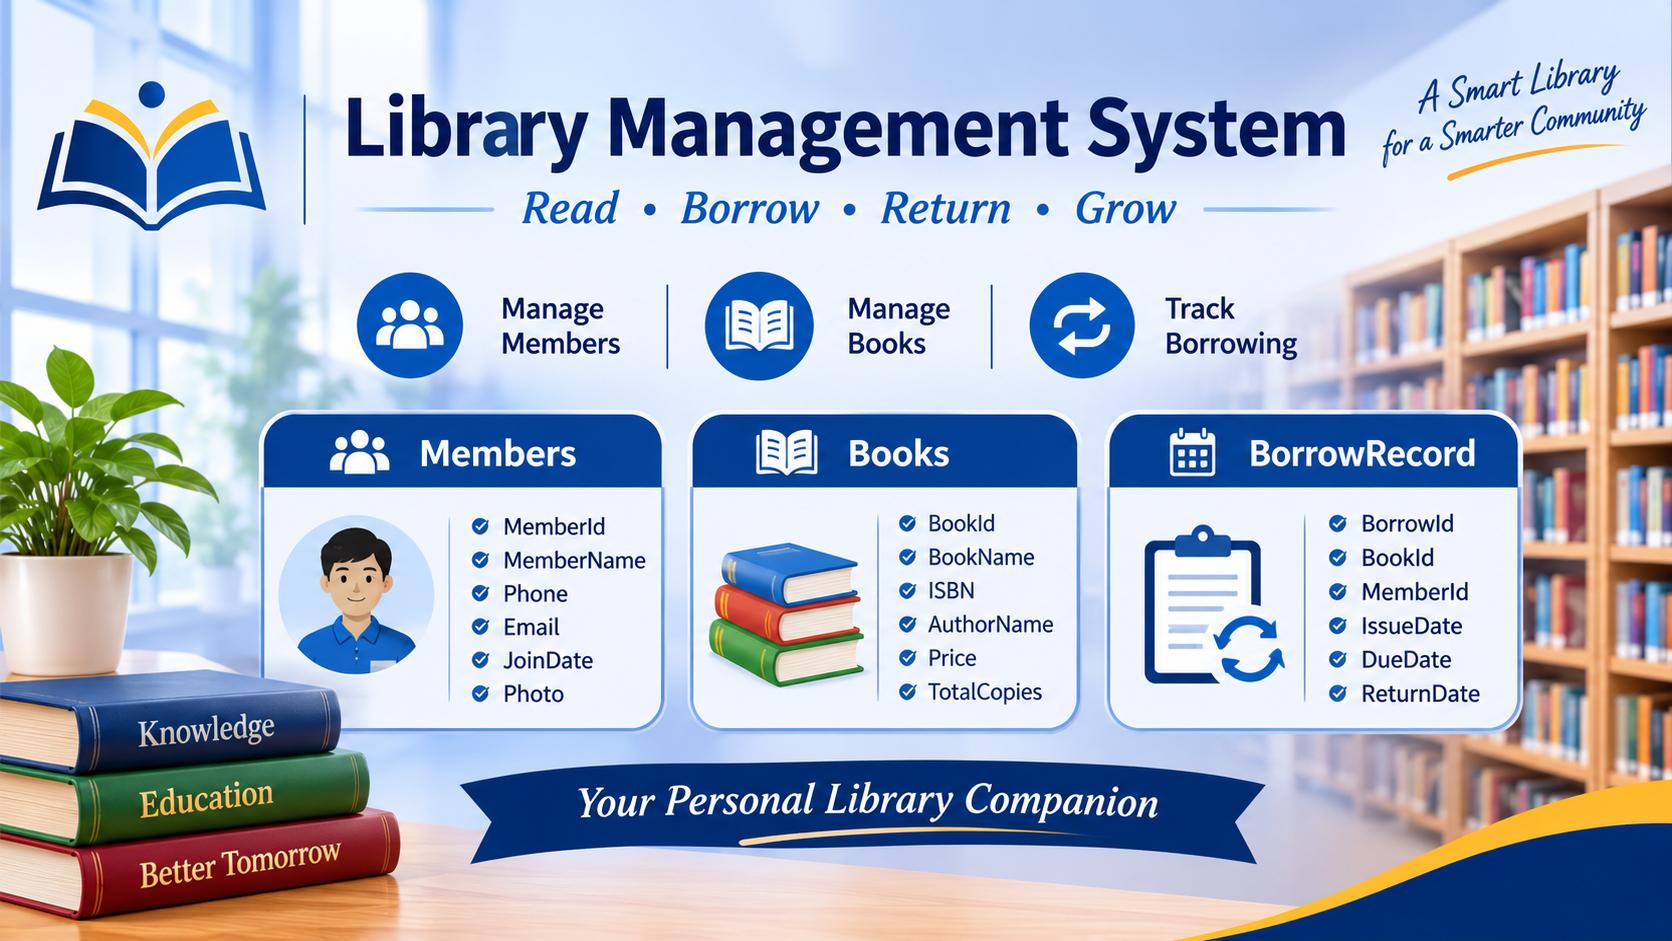 Library Management System
A Smart Library
for a Smarter Community
Read • Borrow • Return • Grow
Manage
Members
Manage
Books
Track
Borrowing
Members
MemberId
MemberName
Phone
Email
JoinDate
Photo
Books
BookId
BookName
ISBN
AuthorName
Price
TotalCopies
BorrowRecord
BorrowId
BookId
MemberId
IssueDate
DueDate
ReturnDate
Knowledge
Education
Better Tomorrow
Your Personal Library Companion